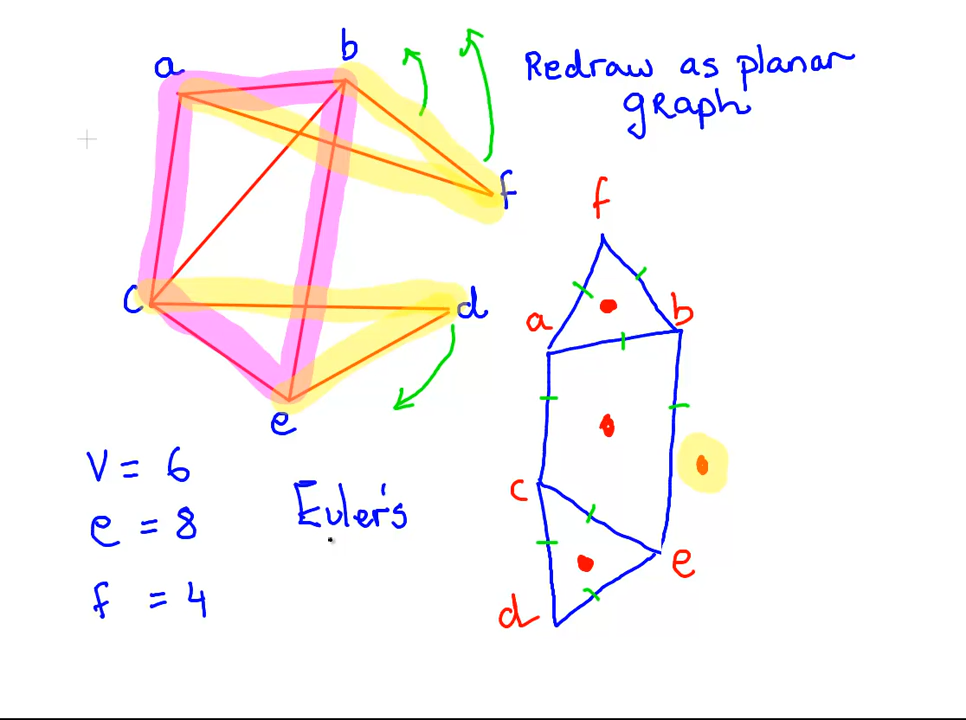 a
b
Redraw as planar
graph
f
c
d
e
f
a
b
c
e
d
V = 6
e = 8
f = 4
Euler's